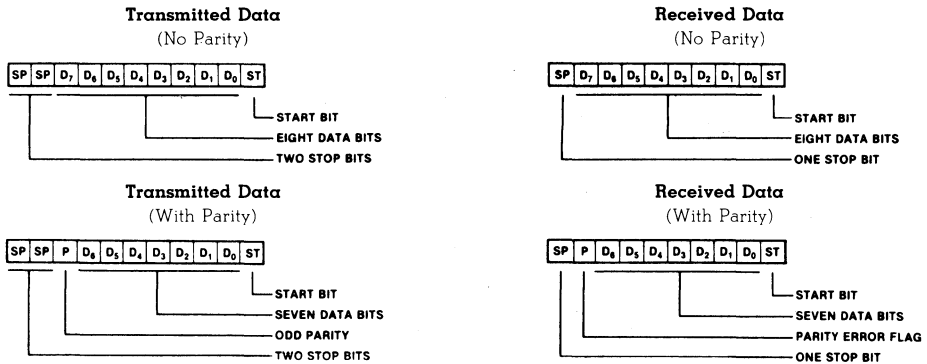 Transmitted Data
(No Parity)
SP SP D₇ D₆ D₅ D₄ D₃ D₂ D₁ D₀ ST
START BIT
EIGHT DATA BITS
TWO STOP BITS
Received Data
(No Parity)
SP D₇ D₆ D₅ D₄ D₃ D₂ D₁ D₀ ST
START BIT
EIGHT DATA BITS
ONE STOP BIT
Transmitted Data
(With Parity)
SP SP P D₆ D₅ D₄ D₃ D₂ D₁ D₀ ST
START BIT
SEVEN DATA BITS
ODD PARITY
TWO STOP BITS
Received Data
(With Parity)
SP P D₆ D₅ D₄ D₃ D₂ D₁ D₀ ST
START BIT
SEVEN DATA BITS
PARITY ERROR FLAG
ONE STOP BIT